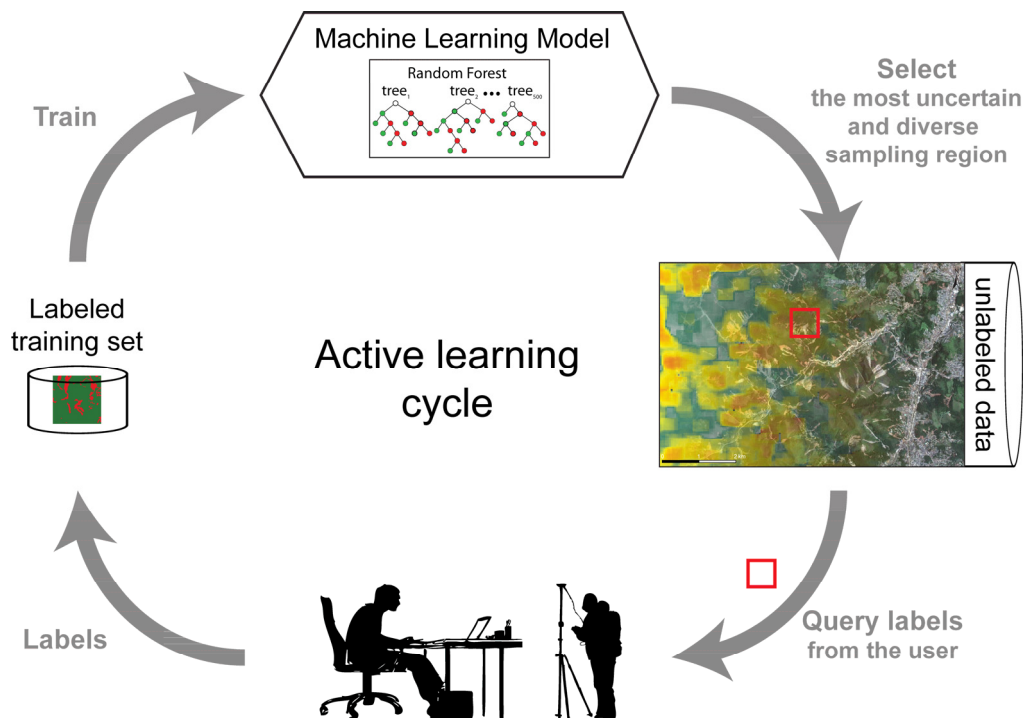 Machine Learning Model
Random Forest
tree1 tree2 ••• tree500
Train
Select
the most uncertain
and diverse
sampling region
unlabeled data
Labeled
training set
Active learning
cycle
Query labels
from the user
Labels